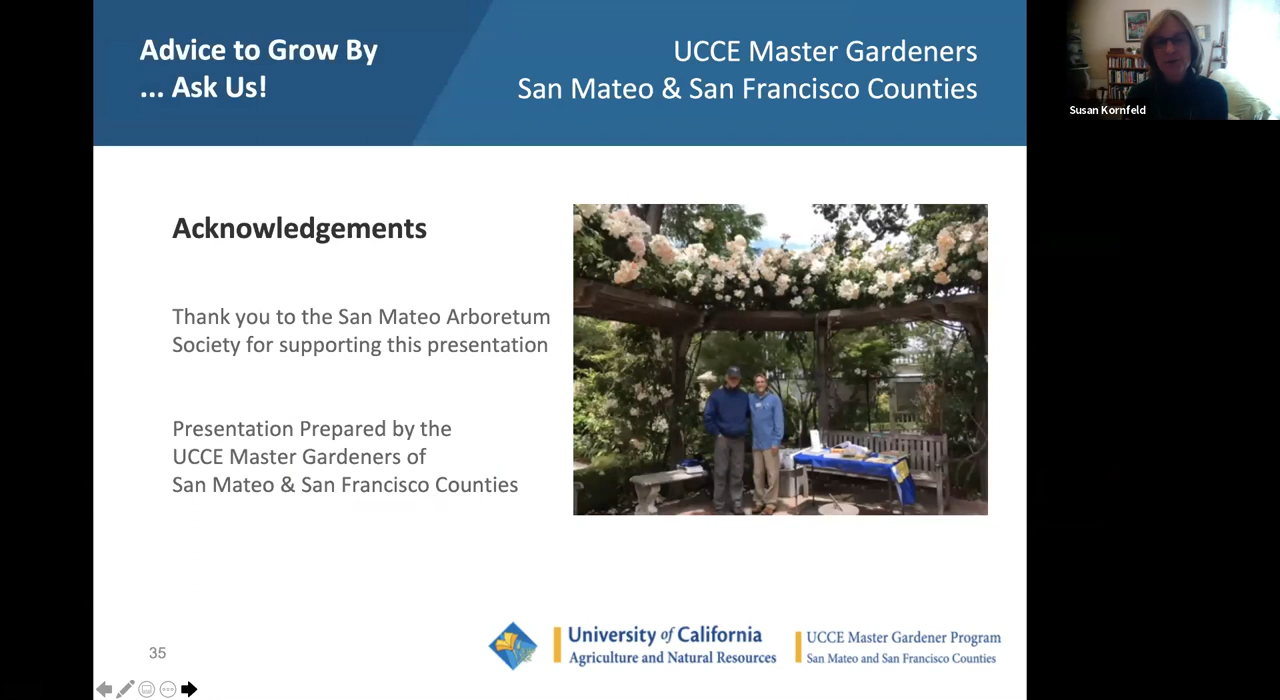 Advice to Grow By
... Ask Us!
UCCE Master Gardeners
San Mateo & San Francisco Counties
Susan Kornfeld
Acknowledgements
Thank you to the San Mateo Arboretum
Society for supporting this presentation
Presentation Prepared by the
UCCE Master Gardeners of
San Mateo & San Francisco Counties
35
University of California
Agriculture and Natural Resources
UCCE Master Gardener Program
San Mateo and San Francisco Counties